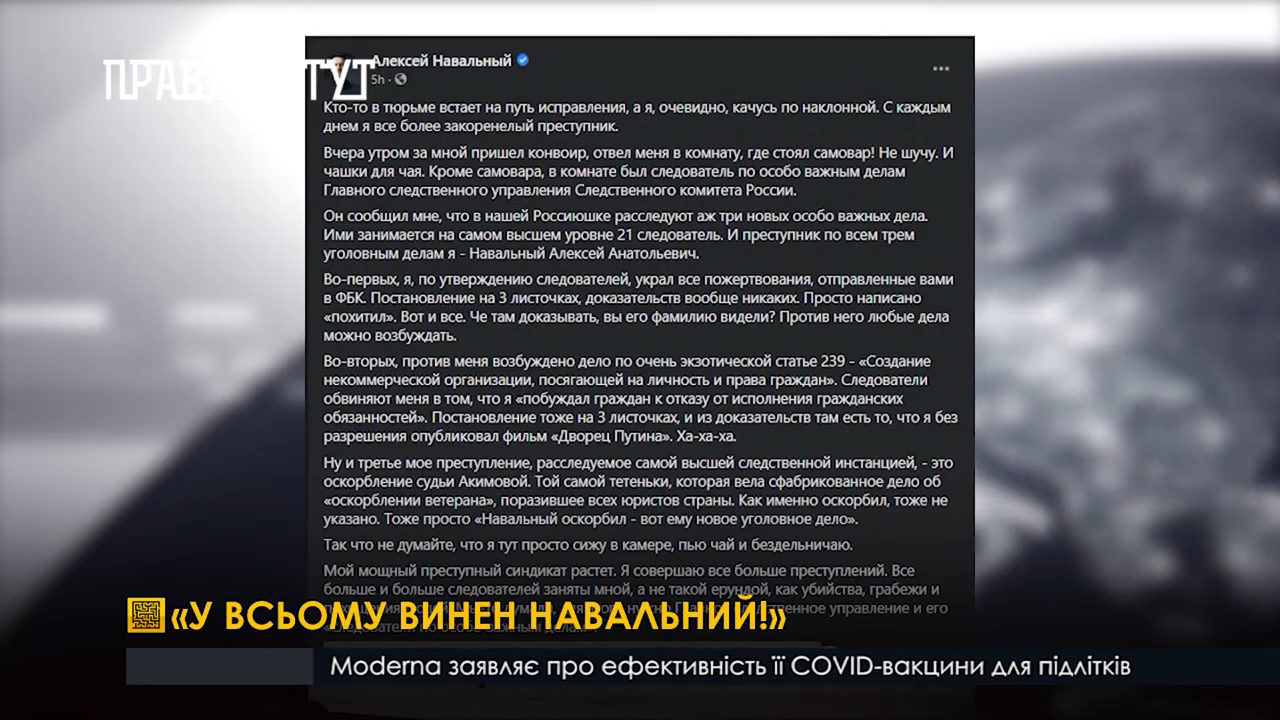 ПРАВ ТУТ
Алексей Навальный
5h ·
Кто-то в тюрьме встает на путь исправления, а я, очевидно, качусь по наклонной. С каждым
днем я все более закоренелый преступник.
Вчера утром за мной пришел конвоир, отвел меня в комнату, где стоял самовар! Не шучу. И
чашки для чая. Кроме самовара, в комнате был следователь по особо важным делам
Главного следственного управления Следственного комитета России.
Он сообщил мне, что в нашей Россиюшке расследуют аж три новых особо важных дела.
Ими занимается на самом высшем уровне 21 следователь. И преступник по всем трем
уголовным делам я - Навальный Алексей Анатольевич.
Во-первых, я, по утверждению следователей, украл все пожертвования, отправленные вами
в ФБК. Постановление на 3 листочках, доказательств вообще никаких. Просто написано
«похитил». Вот и все. Че там доказывать, вы его фамилию видели? Против него любые дела
можно возбуждать.
Во-вторых, против меня возбуждено дело по очень экзотической статье 239 - «Создание
некоммерческой организации, посягающей на личность и права граждан». Следователи
обвиняют меня в том, что я «побуждал граждан к отказу от исполнения гражданских
обязанностей». Постановление тоже на 3 листочках, и из доказательств там есть то, что я без
разрешения опубликовал фильм «Дворец Путина». Ха-ха-ха.
Ну и третье мое преступление, расследуемое самой высшей следственной инстанцией, - это
оскорбление судьи Акимовой. Той самой тетеньки, которая вела сфабрикованное дело об
«оскорблении ветерана», поразившее всех юристов страны. Как именно оскорбил, тоже не
указано. Тоже просто «Навальный оскорбил - вот ему новое уголовное дело».
Так что не думайте, что я тут просто сижу в камере, пью чай и бездельничаю.
Мой мощный преступный синдикат растет. Я совершаю все больше преступлений. Все
больше и больше следователей заняты мной, а не такой ерундой, как убийства, грабежи и
управление и его
«У ВСЬОМУ ВИНЕН НАВАЛЬНИЙ!»
Moderna заявляє про ефективність її COVID-вакцини для підлітків